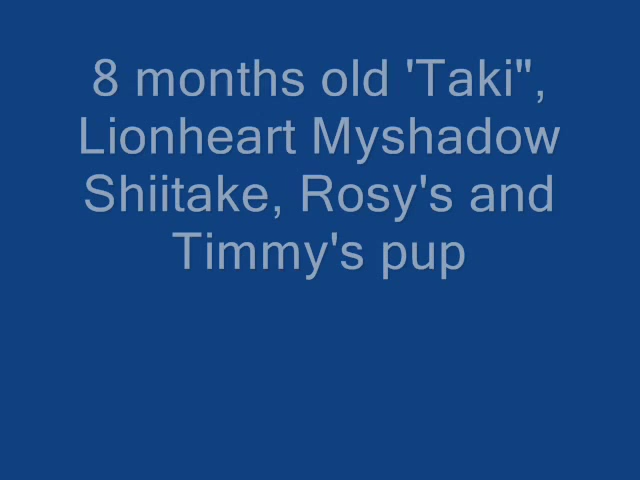 8 months old 'Taki",
Lionheart Myshadow
Shiitake, Rosy's and
Timmy's pup